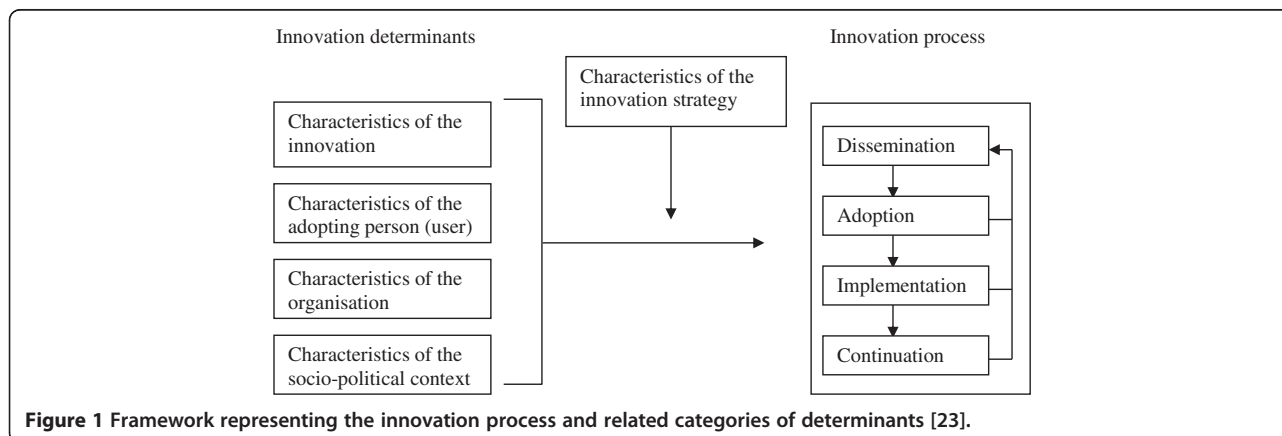 Innovation determinants
Innovation process
Characteristics of the
innovation strategy
Characteristics of the
innovation
Characteristics of the
adopting person (user)
Characteristics of the
organisation
Characteristics of the
socio-political context
Dissemination
Adoption
Implementation
Continuation
Figure 1 Framework representing the innovation process and related categories of determinants [23].